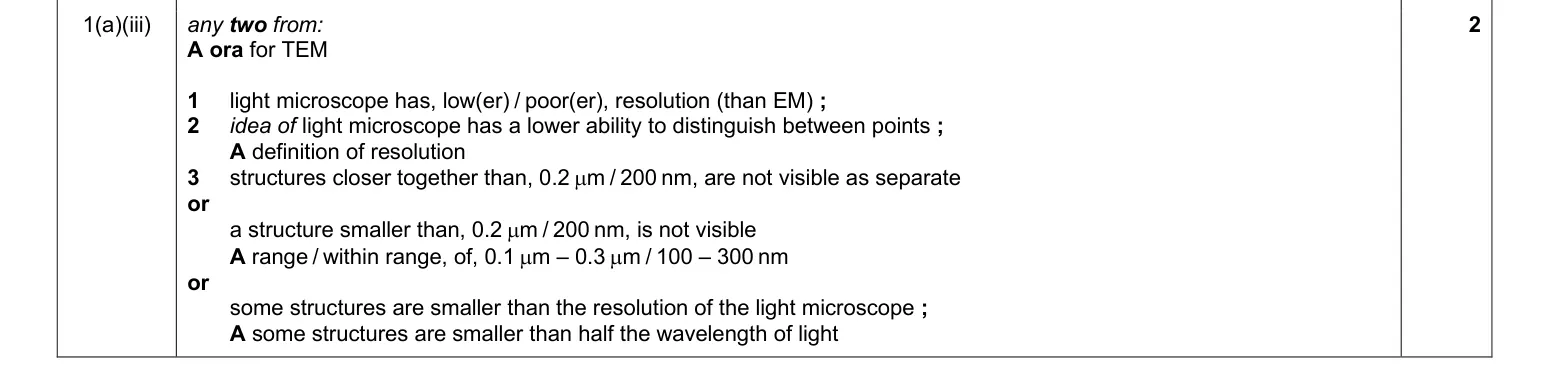 1(a)(iii) any two from: 2
A ora for TEM
1 light microscope has, low(er) / poor(er), resolution (than EM) ;
2 idea of light microscope has a lower ability to distinguish between points ;
A definition of resolution
3 structures closer together than, 0.2 μm / 200 nm, are not visible as separate
or
a structure smaller than, 0.2 μm / 200 nm, is not visible
A range / within range, of, 0.1 μm – 0.3 μm / 100 – 300 nm
or
some structures are smaller than the resolution of the light microscope ;
A some structures are smaller than half the wavelength of light